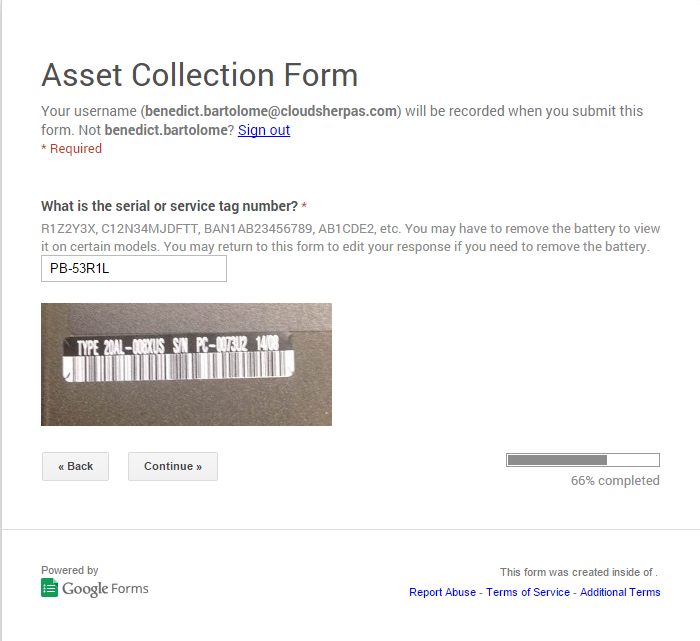 Asset Collection Form
Your username (benedict.bartolome@cloudsherpas.com) will be recorded when you submit this
form. Not benedict.bartolome? Sign out
* Required
What is the serial or service tag number? *
R1Z2Y3X, C12N34MJDFTT, BAN1AB23456789, AB1CDE2, etc. You may have to remove the battery to view
it on certain models. You may return to this form to edit your response if you need to remove the battery.
PB-53R1L
TYPE 20AL-008XUS S/N PC-0073U2 14/08
« Back
Continue »
66% completed
Powered by
Google Forms
This form was created inside of .
Report Abuse - Terms of Service - Additional Terms